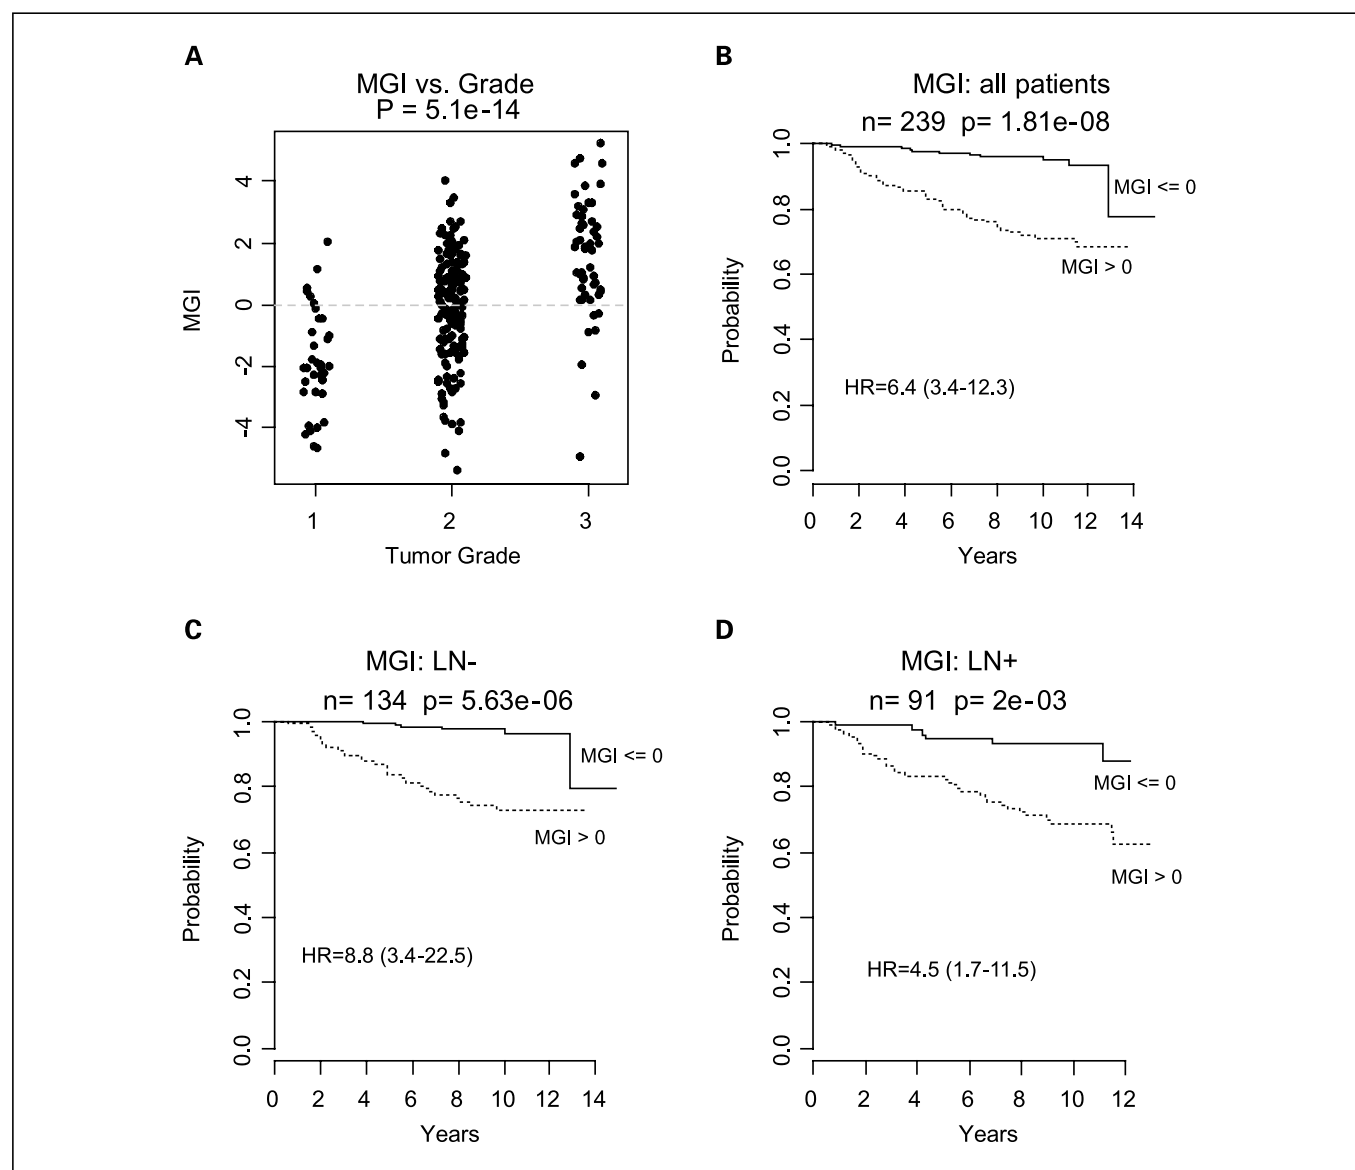 A
MGI vs. Grade
P = 5.1e-14
4
2
0
-2
-4
MGI
1 2 3
Tumor Grade
B
MGI: all patients
n= 239 p= 1.81e-08
1.0
0.8
0.6
0.4
0.2
0.0
Probability
MGI <= 0
MGI > 0
HR=6.4 (3.4-12.3)
0 2 4 6 8 10 12 14
Years
C
MGI: LN-
n= 134 p= 5.63e-06
1.0
0.8
0.6
0.4
0.2
0.0
Probability
MGI <= 0
MGI > 0
HR=8.8 (3.4-22.5)
0 2 4 6 8 10 12 14
Years
D
MGI: LN+
n= 91 p= 2e-03
1.0
0.8
0.6
0.4
0.2
0.0
Probability
MGI <= 0
MGI > 0
HR=4.5 (1.7-11.5)
0 2 4 6 8 10 12
Years